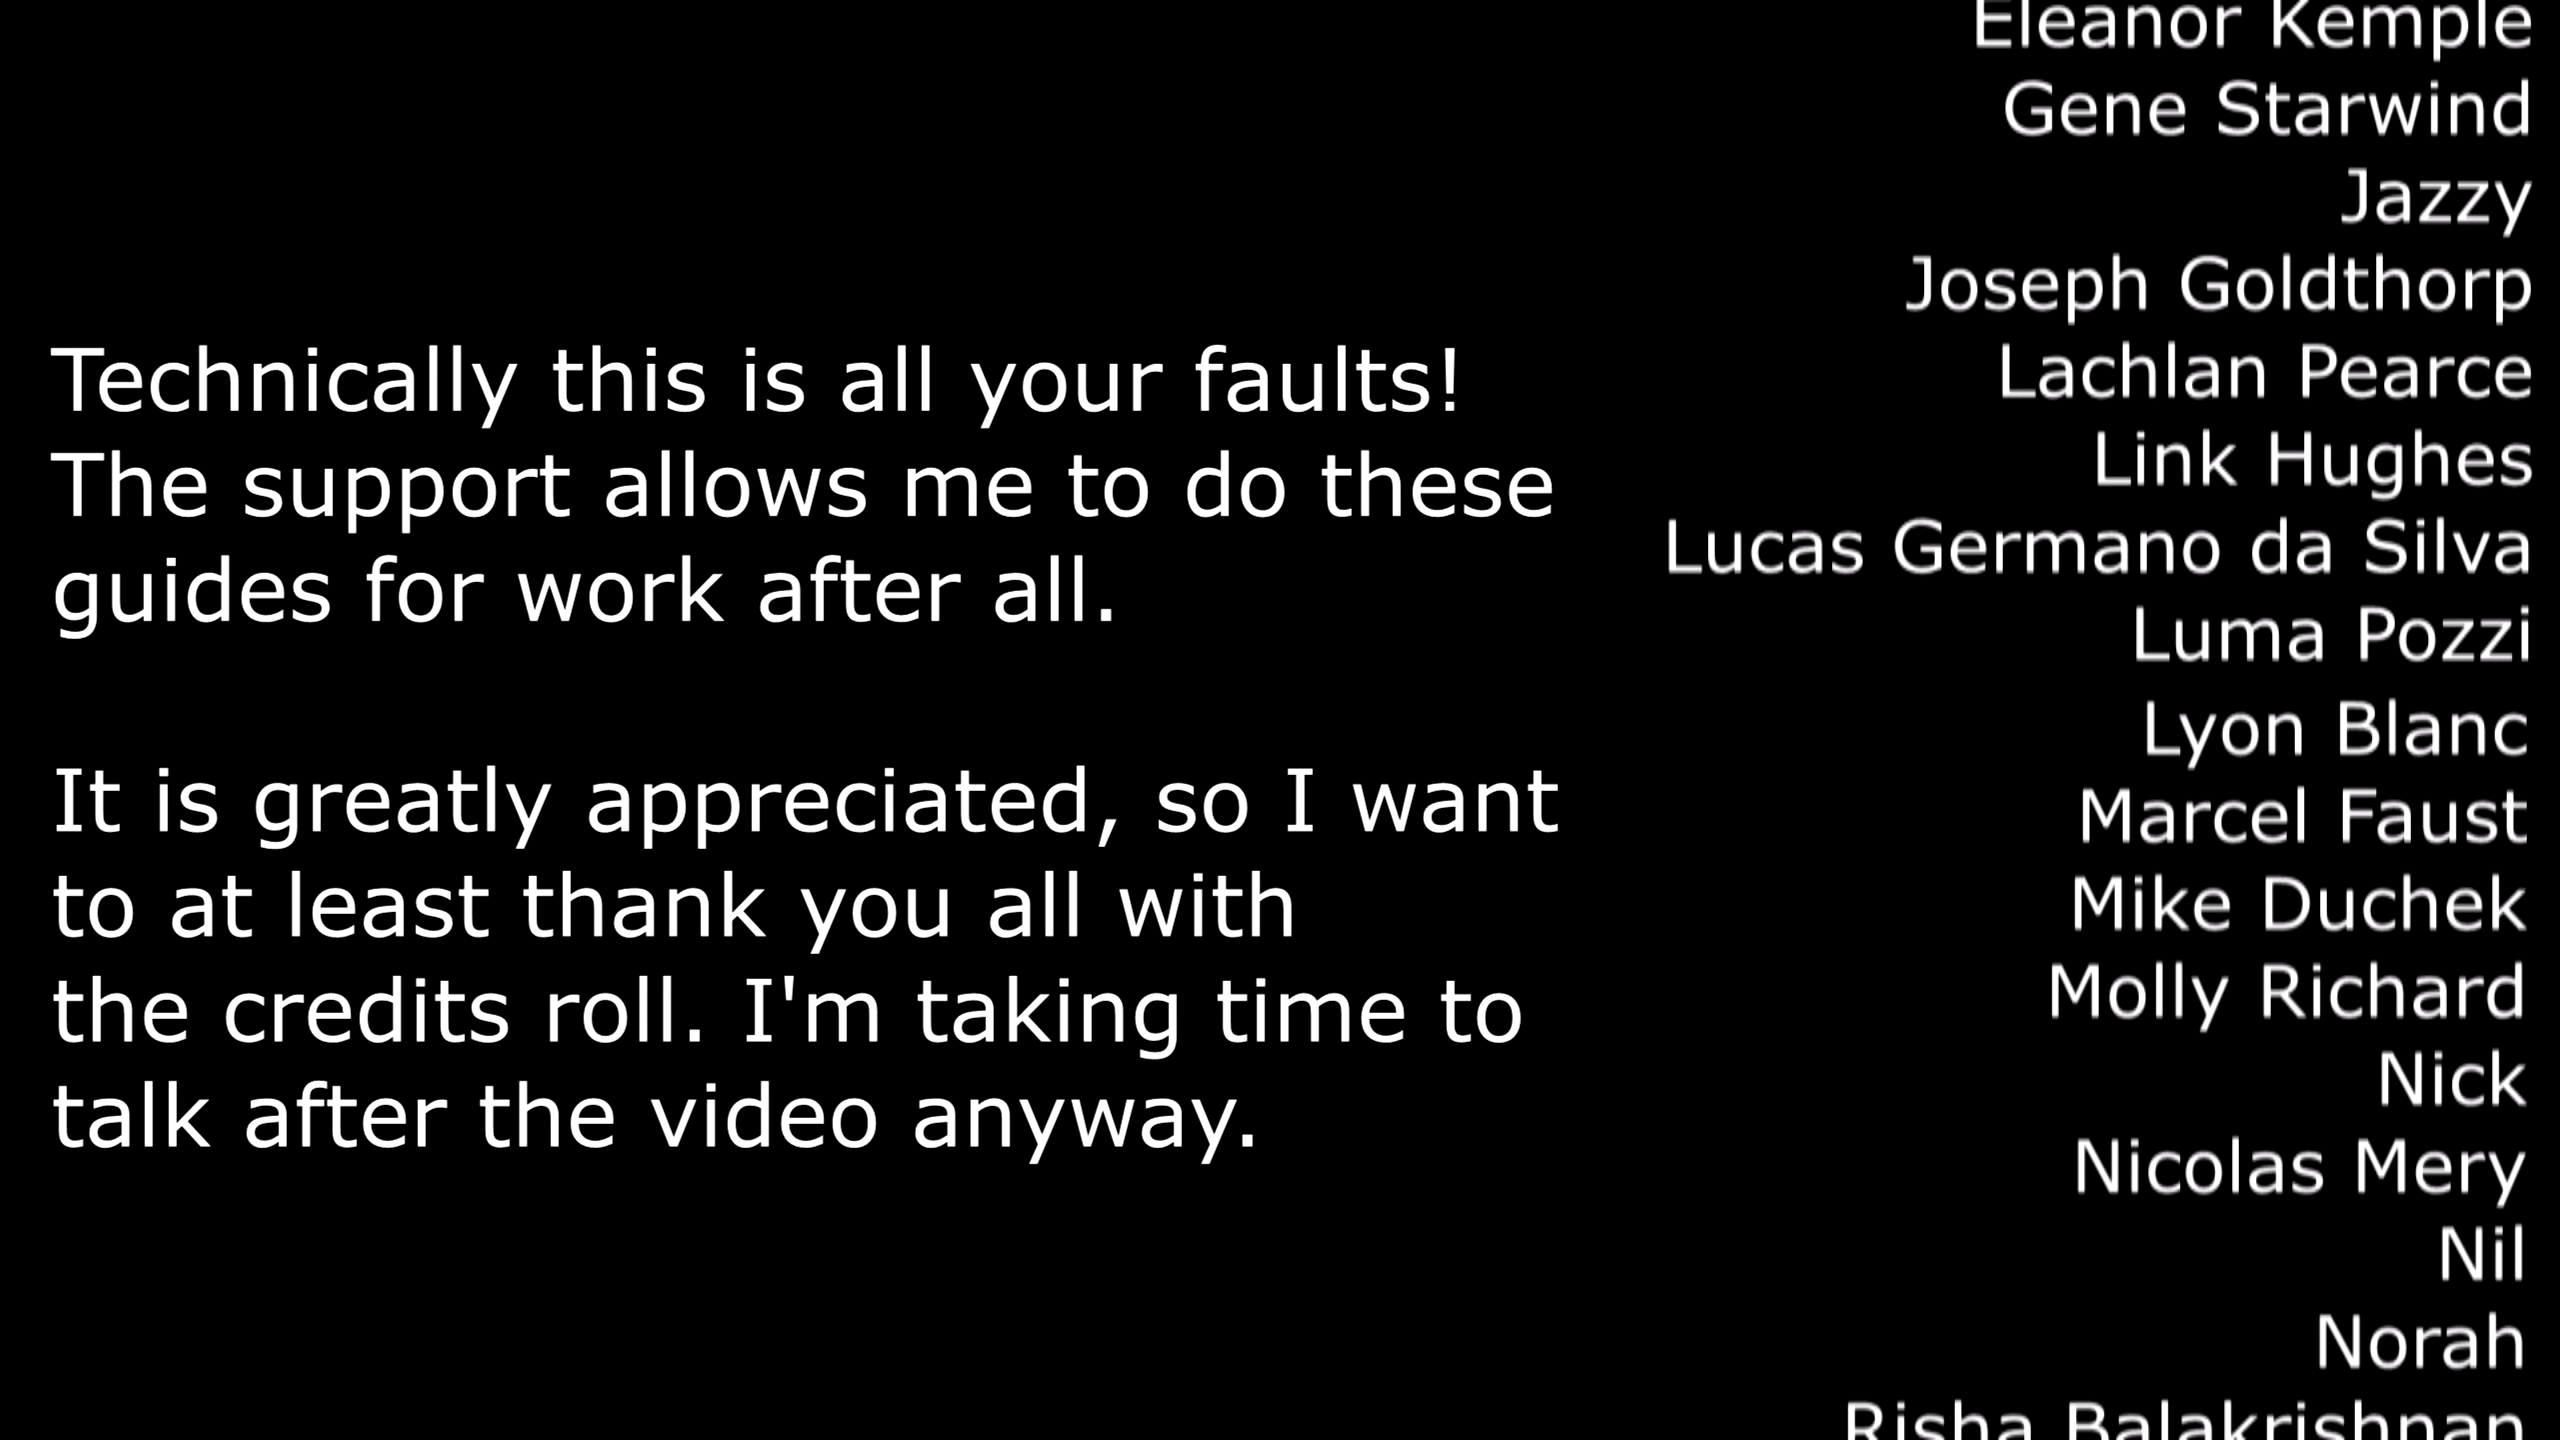 Technically this is all your faults!
The support allows me to do these
guides for work after all.
It is greatly appreciated, so I want
to at least thank you all with
the credits roll. I'm taking time to
talk after the video anyway.
Eleanor Kemple
Gene Starwind
Jazzy
Joseph Goldthorp
Lachlan Pearce
Link Hughes
Lucas Germano da Silva
Luma Pozzi
Lyon Blanc
Marcel Faust
Mike Duchek
Molly Richard
Nick
Nicolas Mery
Nil
Norah
Risha Balakrishnan